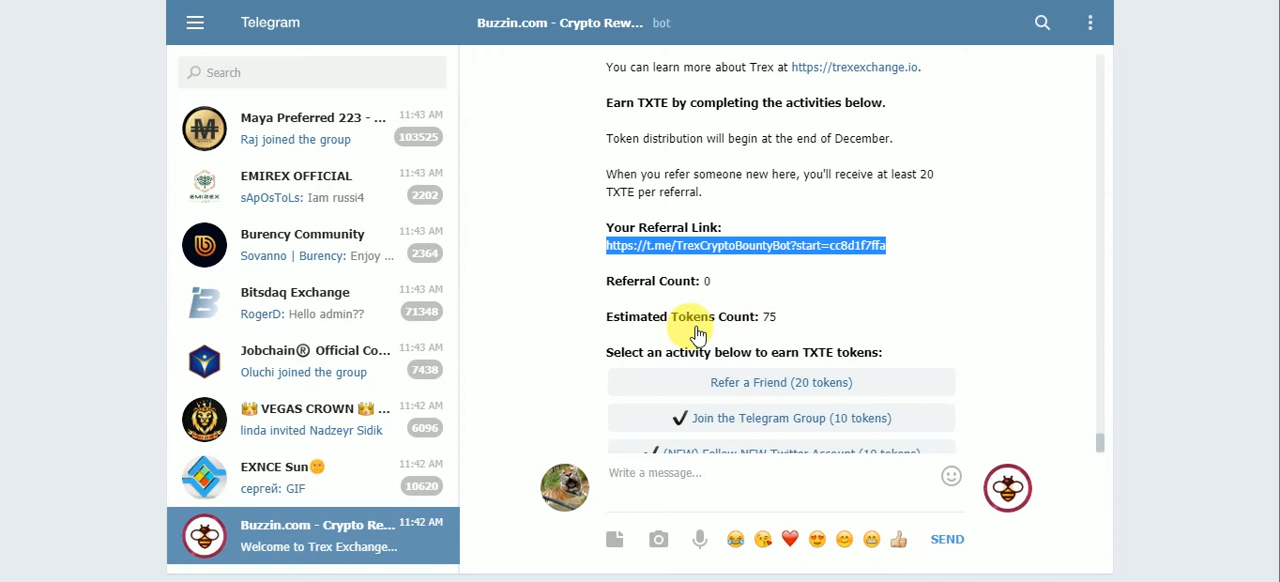 Telegram
Buzzin.com - Crypto Rew... bot
Search
Maya Preferred 223 - ... 11:43 AM
Raj joined the group 103525
EMIREX OFFICIAL 11:43 AM
sApOsToLs: Iam russi4 2202
EMIREX
Burency Community 11:43 AM
Sovanno | Burency: Enjoy ... 2364
Bitsdaq Exchange 11:43 AM
RogerD: Hello admin?? 71348
Jobchain® Official Co... 11:43 AM
Oluchi joined the group 7438
👑 VEGAS CROWN 👑 ... 11:42 AM
linda invited Nadzeyr Sidik 6096
EXNCE Sun🌞 11:42 AM
сергей: GIF 10620
Buzzin.com - Crypto Re... 11:42 AM
Welcome to Trex Exchange...
You can learn more about Trex at https://trexexchange.io.
Earn TXTE by completing the activities below.
Token distribution will begin at the end of December.
When you refer someone new here, you'll receive at least 20
TXTE per referral.
Your Referral Link:
https://t.me/TrexCryptoBountyBot?start=cc8d1f7ffa
Referral Count: 0
Estimated Tokens Count: 75
Select an activity below to earn TXTE tokens:
Refer a Friend (20 tokens)
✔ Join the Telegram Group (10 tokens)
✔ (NEW) Follow NEW Twitter Account (10 tokens)
Write a message...
SEND